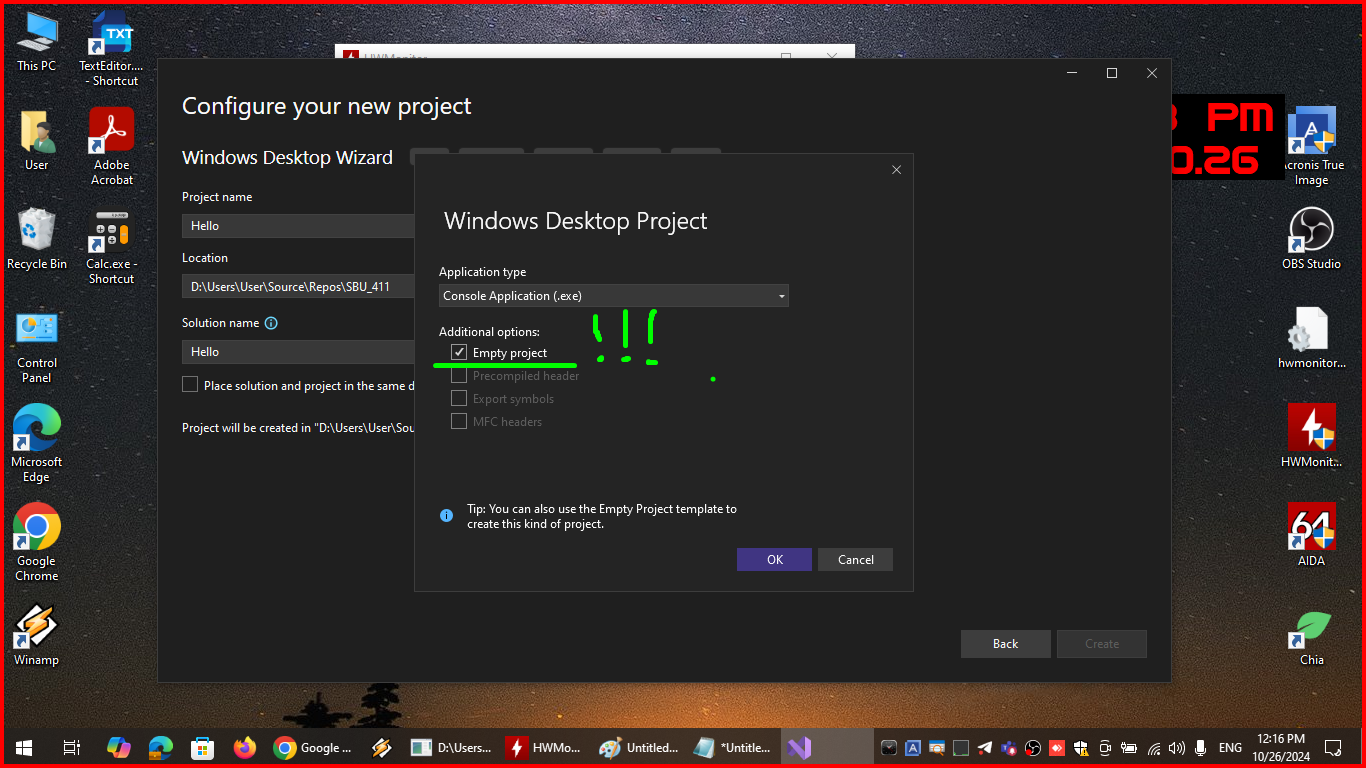 This PC
TextEditor....
- Shortcut
User
Adobe
Acrobat
Recycle Bin
Calc.exe -
Shortcut
Control
Panel
Microsoft
Edge
Google
Chrome
Winamp
HWMonitor
Configure your new project
Windows Desktop Wizard
Project name
Hello
Location
D:\Users\User\Source\Repos\SBU_411
Solution name
Hello
Place solution and project in the same d
Project will be created in "D:\Users\User\Sou
Windows Desktop Project
Application type
Console Application (.exe)
Additional options:
Empty project
!!!
Precompiled header
Export symbols
MFC headers
Tip: You can also use the Empty Project template to
create this kind of project.
OK
Cancel
Back
Create
PM
0.26
Acronis True
Image
OBS Studio
hwmonitor...
HWMonit...
64
AIDA
Chia
Google ...
D:\Users...
HWMo...
Untitled...
*Untitle...
ENG
12:16 PM
10/26/2024